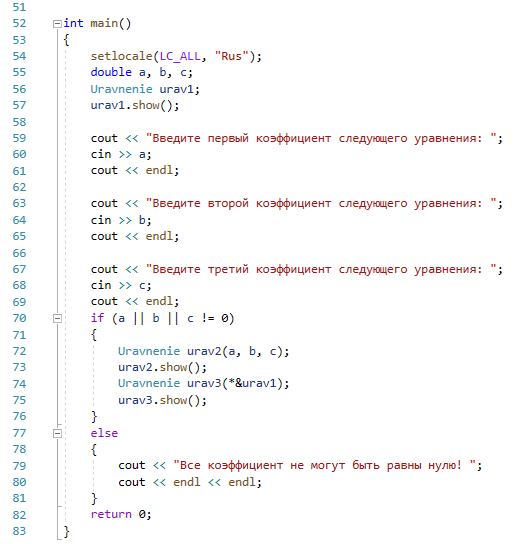 51
52 int main()
53 {
54 setlocale(LC_ALL, "Rus");
55 double a, b, c;
56 Uravnenie urav1;
57 urav1.show();
58
59 cout << "Введите первый коэффициент следующего уравнения: ";
60 cin >> a;
61 cout << endl;
62
63 cout << "Введите второй коэффициент следующего уравнения: ";
64 cin >> b;
65 cout << endl;
66
67 cout << "Введите третий коэффициент следующего уравнения: ";
68 cin >> c;
69 cout << endl;
70 if (a || b || c != 0)
71 {
72 Uravnenie urav2(a, b, c);
73 urav2.show();
74 Uravnenie urav3(*&urav1);
75 urav3.show();
76 }
77 else
78 {
79 cout << "Все коэффициент не могут быть равны нулю! ";
80 cout << endl << endl;
81 }
82 return 0;
83 }